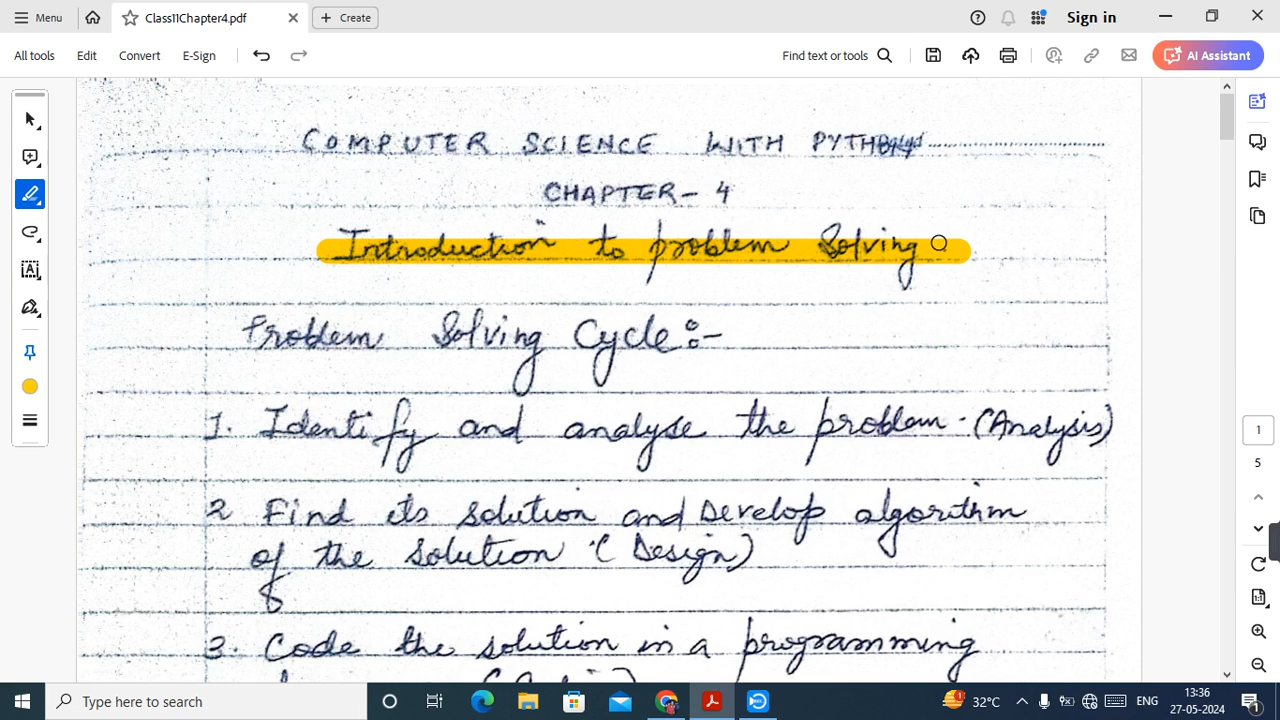 Menu
Class11Chapter4.pdf
Create
Sign in
All tools
Edit
Convert
E-Sign
Find text or tools
AI Assistant
COMPUTER SCIENCE WITH PYTHON
CHAPTER- 4
Introduction to problem Solving
Problem Solving Cycle:-
1. Identify and analyse the problem - (Analysis)
2 Find its solution and Develop algorithm
of the solution (Design)
3. Code the solution in a programming
1
5
Type here to search
1
32°C
ENG
13:36
27-05-2024
1